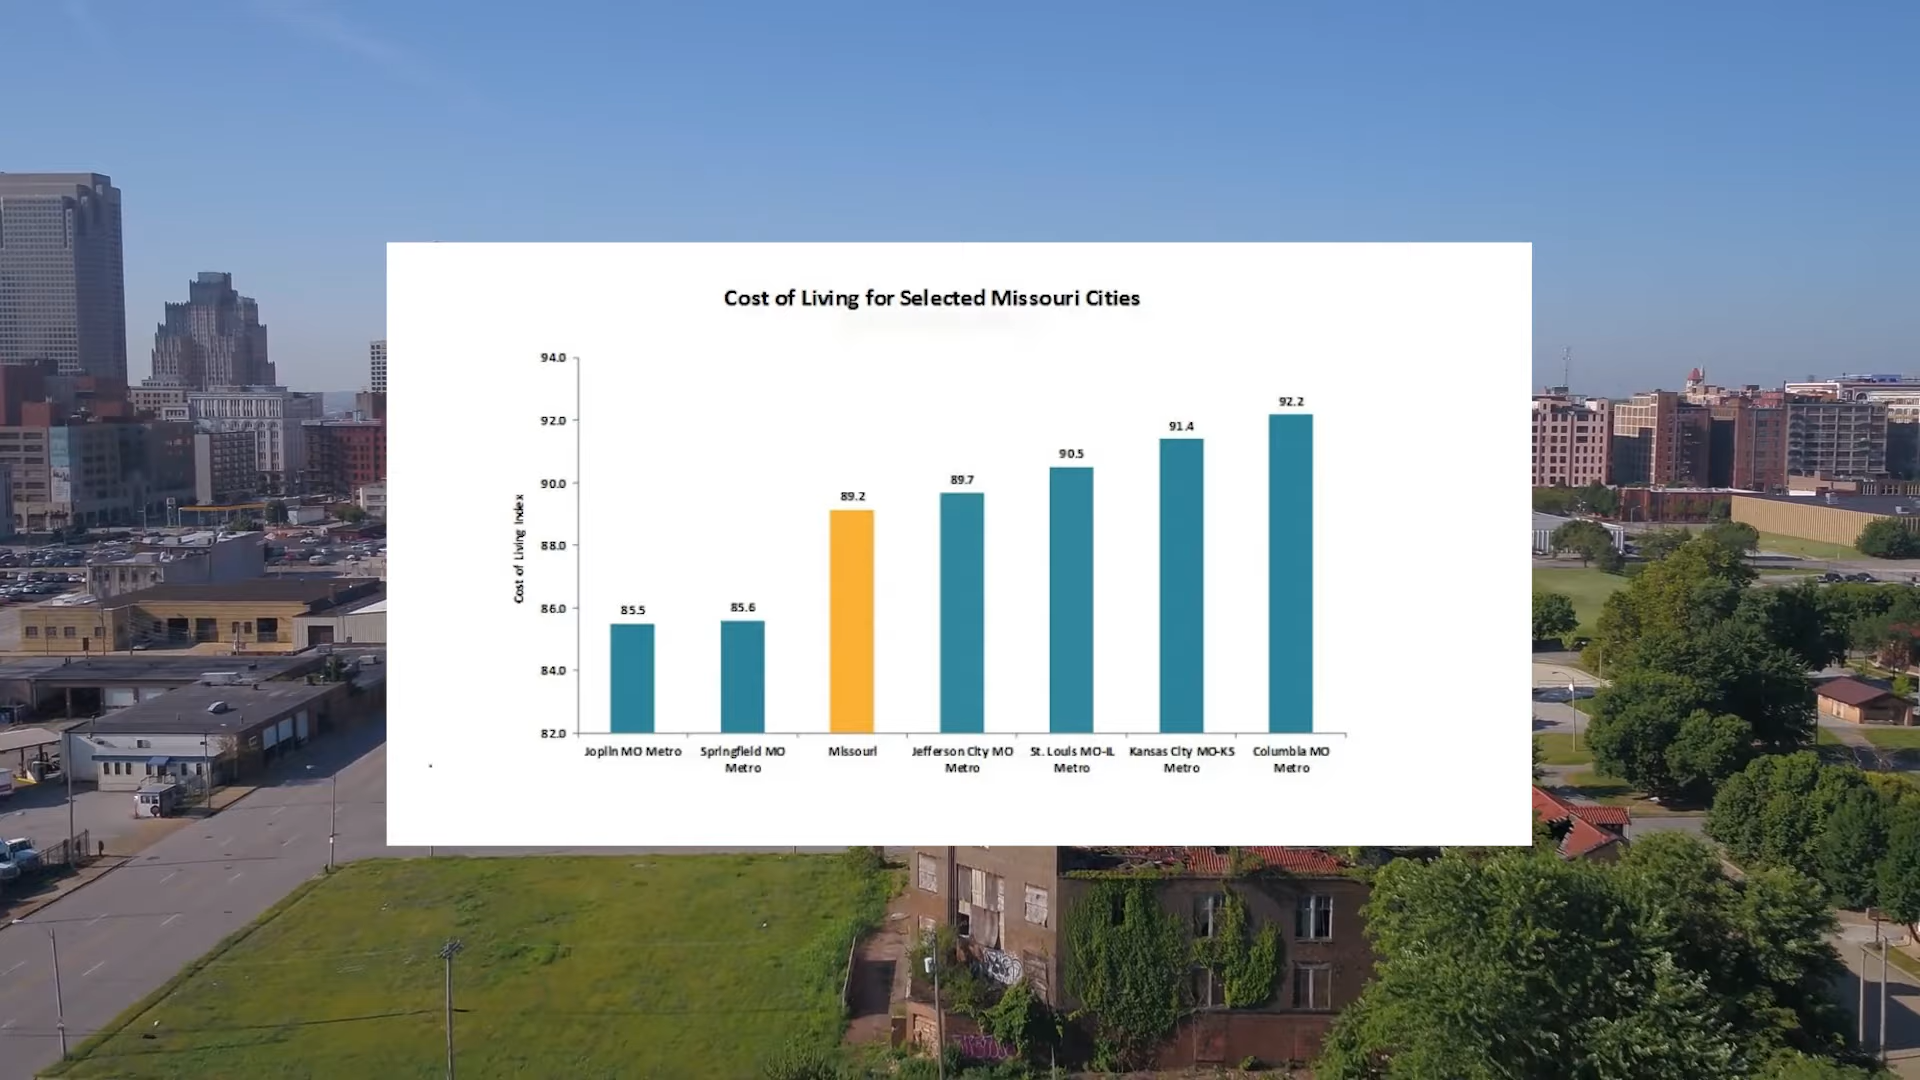 Cost of Living for Selected Missouri Cities
94.0
92.0
90.0
88.0
86.0
84.0
82.0
Cost of Living Index
85.5
85.6
89.2
89.7
90.5
91.4
92.2
Joplin MO Metro
Springfield MO
Metro
Missouri
Jefferson City MO
Metro
St. Louis MO-IL
Metro
Kansas City MO-KS
Metro
Columbia MO
Metro